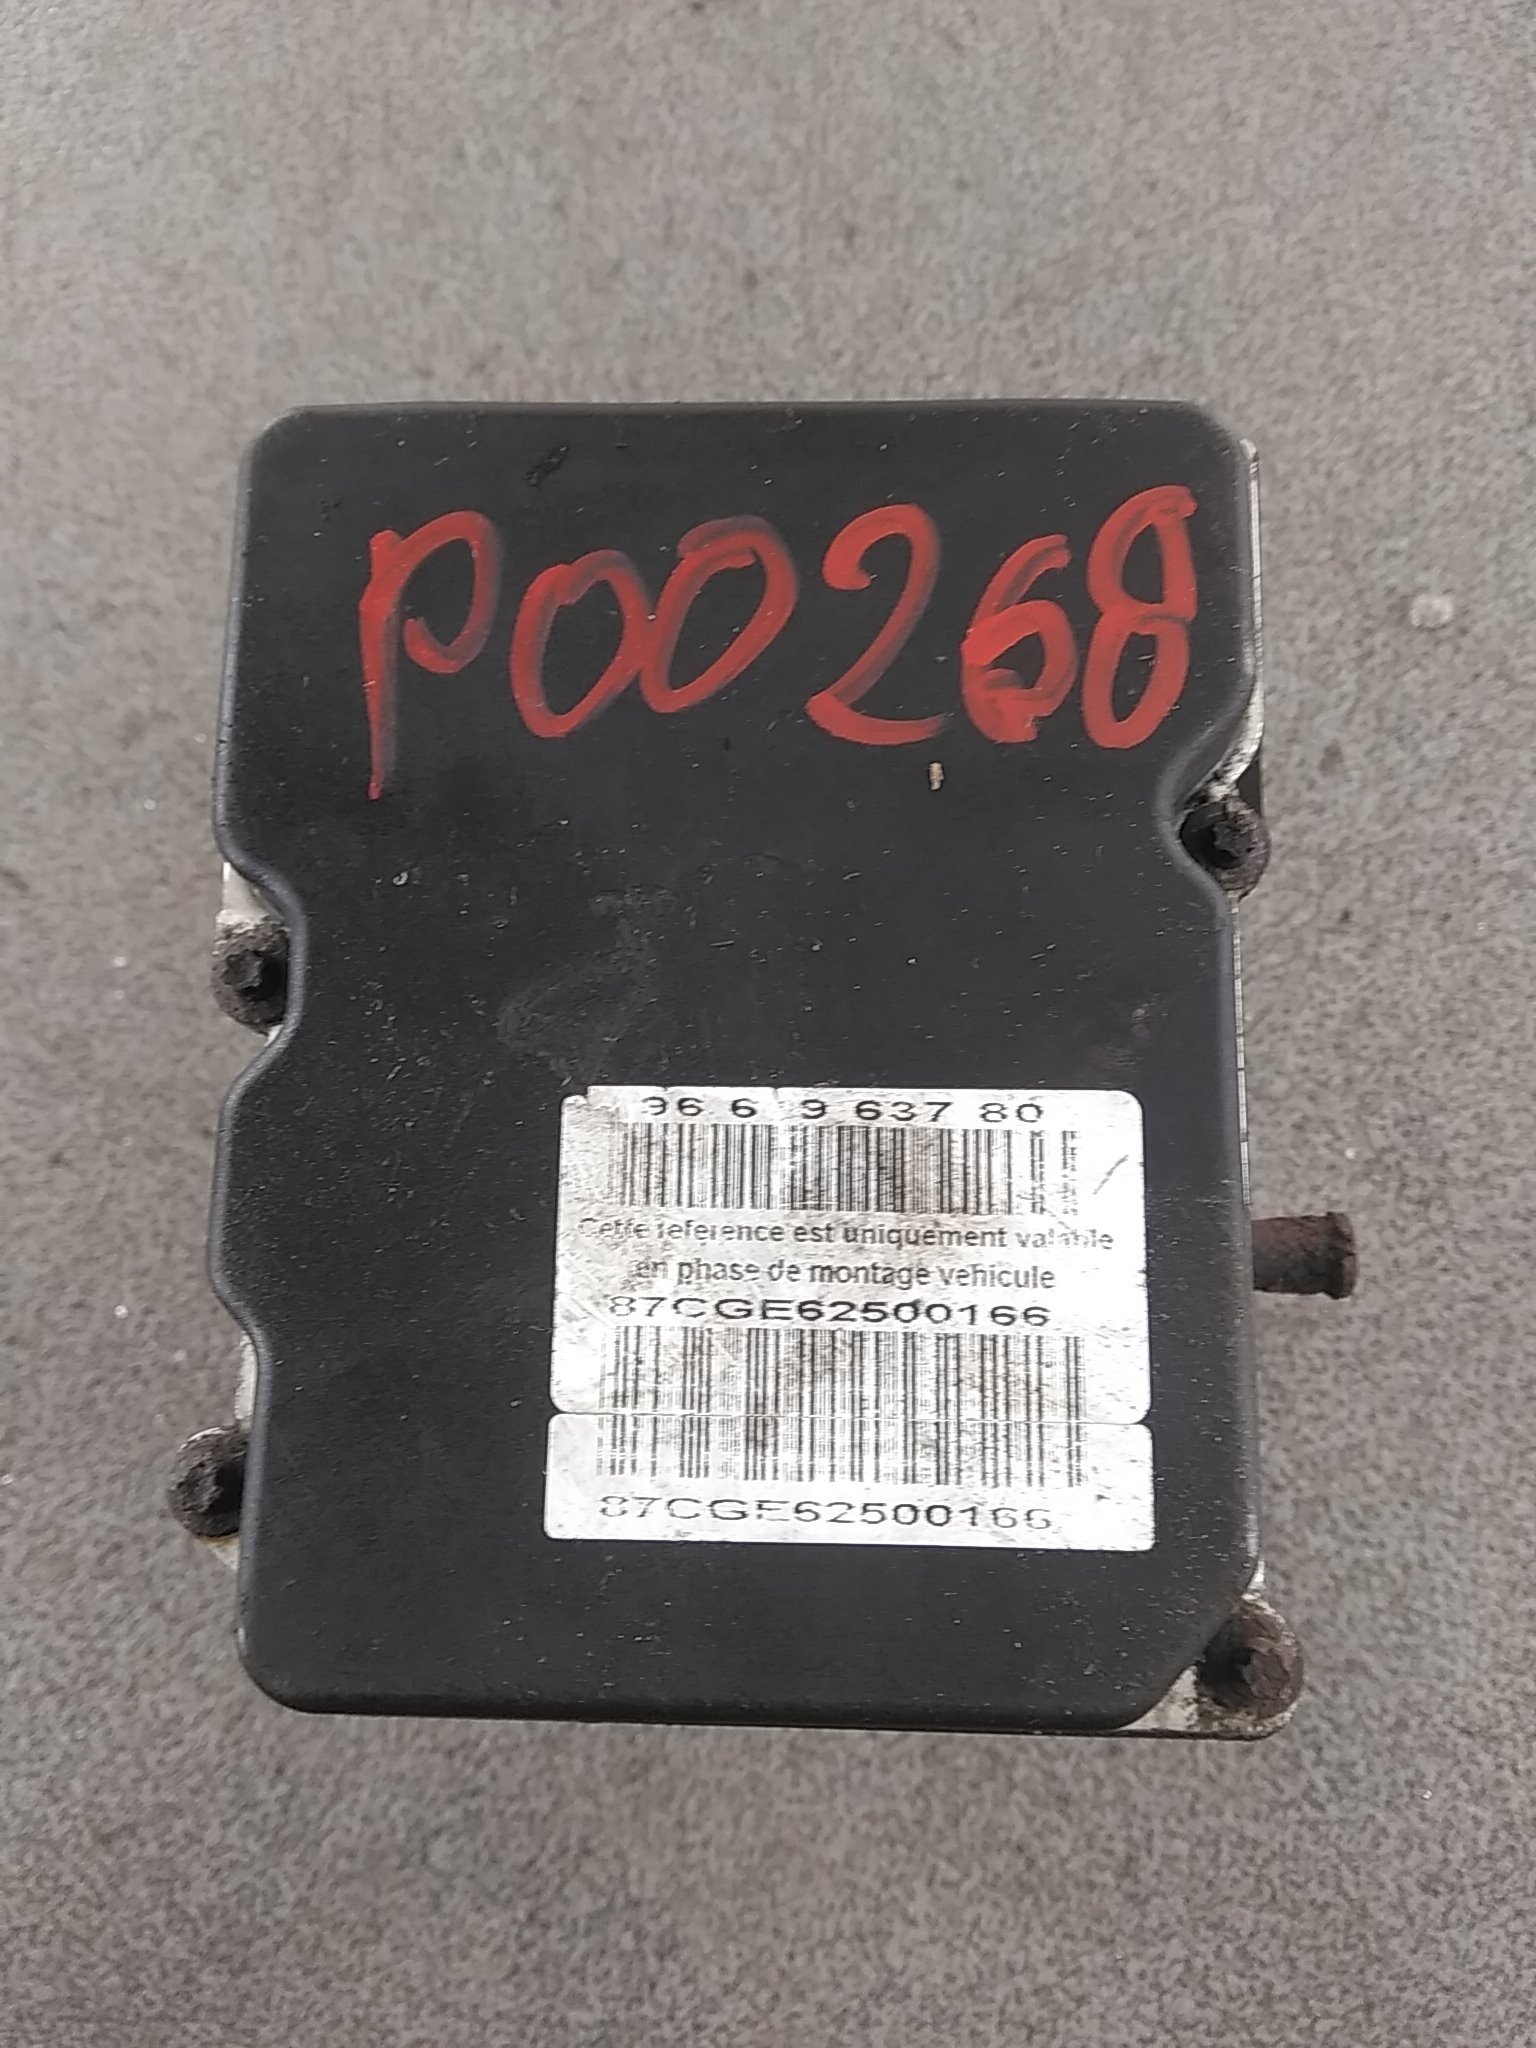 P00268
96 6 9 637 80
Cette reference est uniquement valable
en phase de montage vehicule
87CGE62500166
87CGE62500166